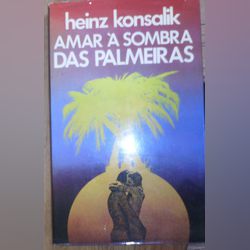 heinz konsalik
AMAR À SOMBRA
DAS PALMEIRAS